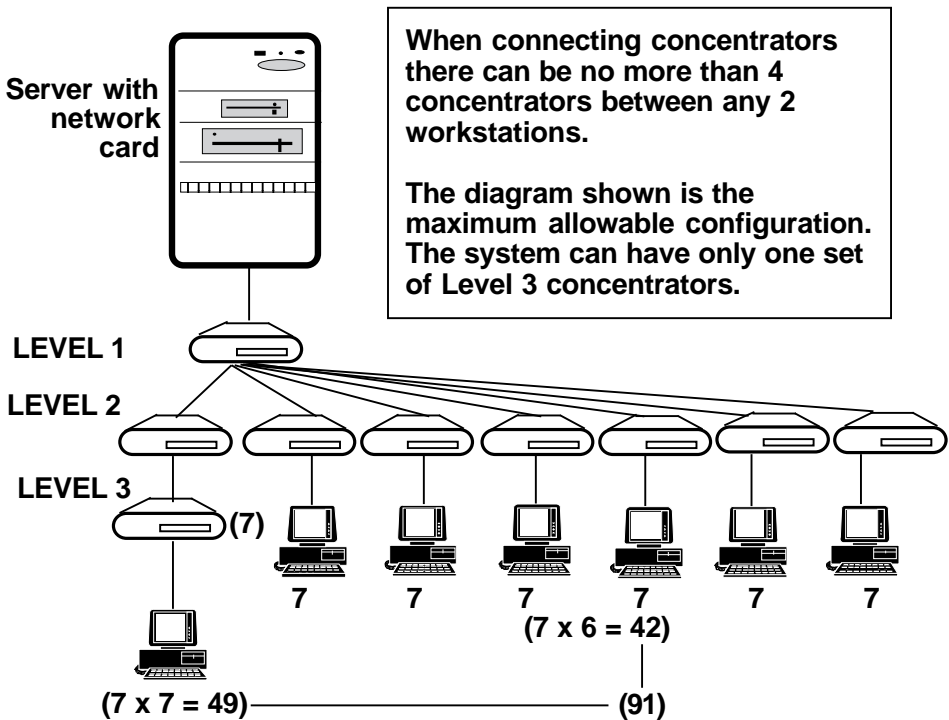 Server with
network
card
When connecting concentrators
there can be no more than 4
concentrators between any 2
workstations.
The diagram shown is the
maximum allowable configuration.
The system can have only one set
of Level 3 concentrators.
LEVEL 1
LEVEL 2
LEVEL 3
(7)
7 7 7 7 7 7
(7 x 6 = 42)
(7 x 7 = 49)
(91)